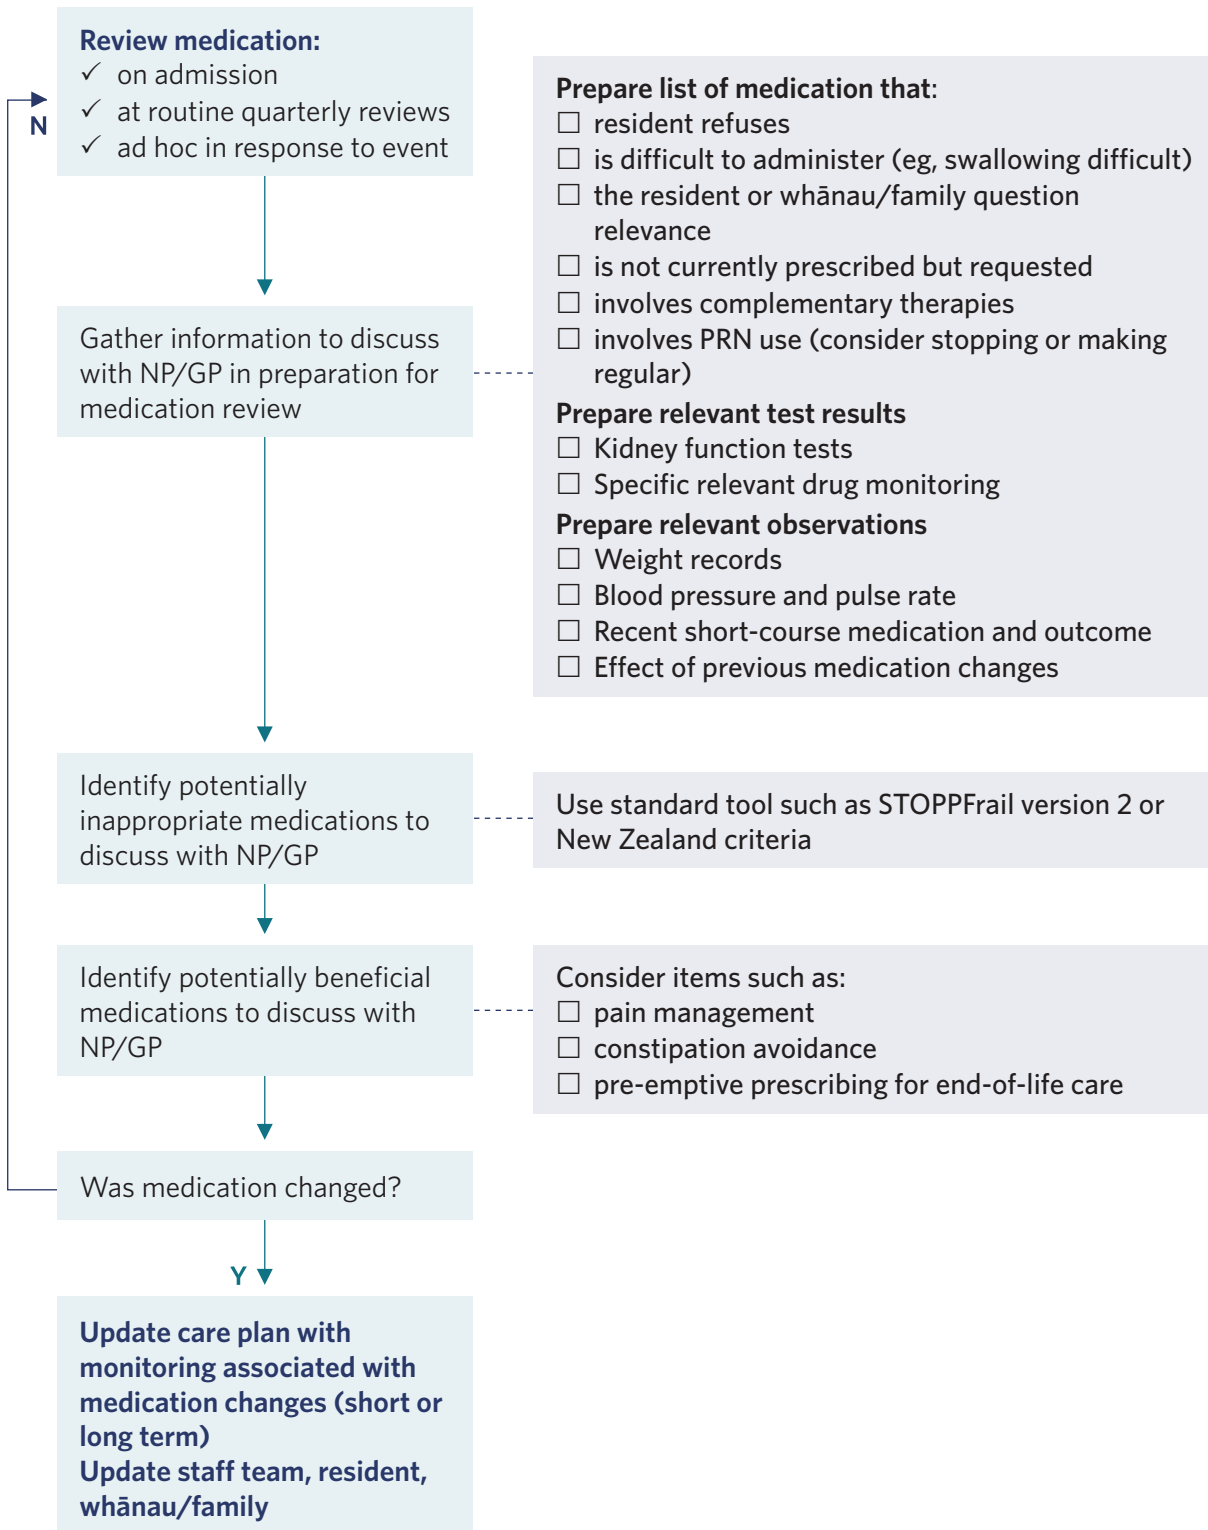 Review medication:
✓ on admission
✓ at routine quarterly reviews
✓ ad hoc in response to event
N
Prepare list of medication that:
☐ resident refuses
☐ is difficult to administer (eg, swallowing difficult)
☐ the resident or whānau/family question
relevance
☐ is not currently prescribed but requested
☐ involves complementary therapies
☐ involves PRN use (consider stopping or making
regular)
Prepare relevant test results
☐ Kidney function tests
☐ Specific relevant drug monitoring
Prepare relevant observations
☐ Weight records
☐ Blood pressure and pulse rate
☐ Recent short-course medication and outcome
☐ Effect of previous medication changes
Gather information to discuss
with NP/GP in preparation for
medication review
Identify potentially
inappropriate medications to
discuss with NP/GP
Use standard tool such as STOPPFrail version 2 or
New Zealand criteria
Identify potentially beneficial
medications to discuss with
NP/GP
Consider items such as:
☐ pain management
☐ constipation avoidance
☐ pre-emptive prescribing for end-of-life care
Was medication changed?
Y
Update care plan with
monitoring associated with
medication changes (short or
long term)
Update staff team, resident,
whānau/family